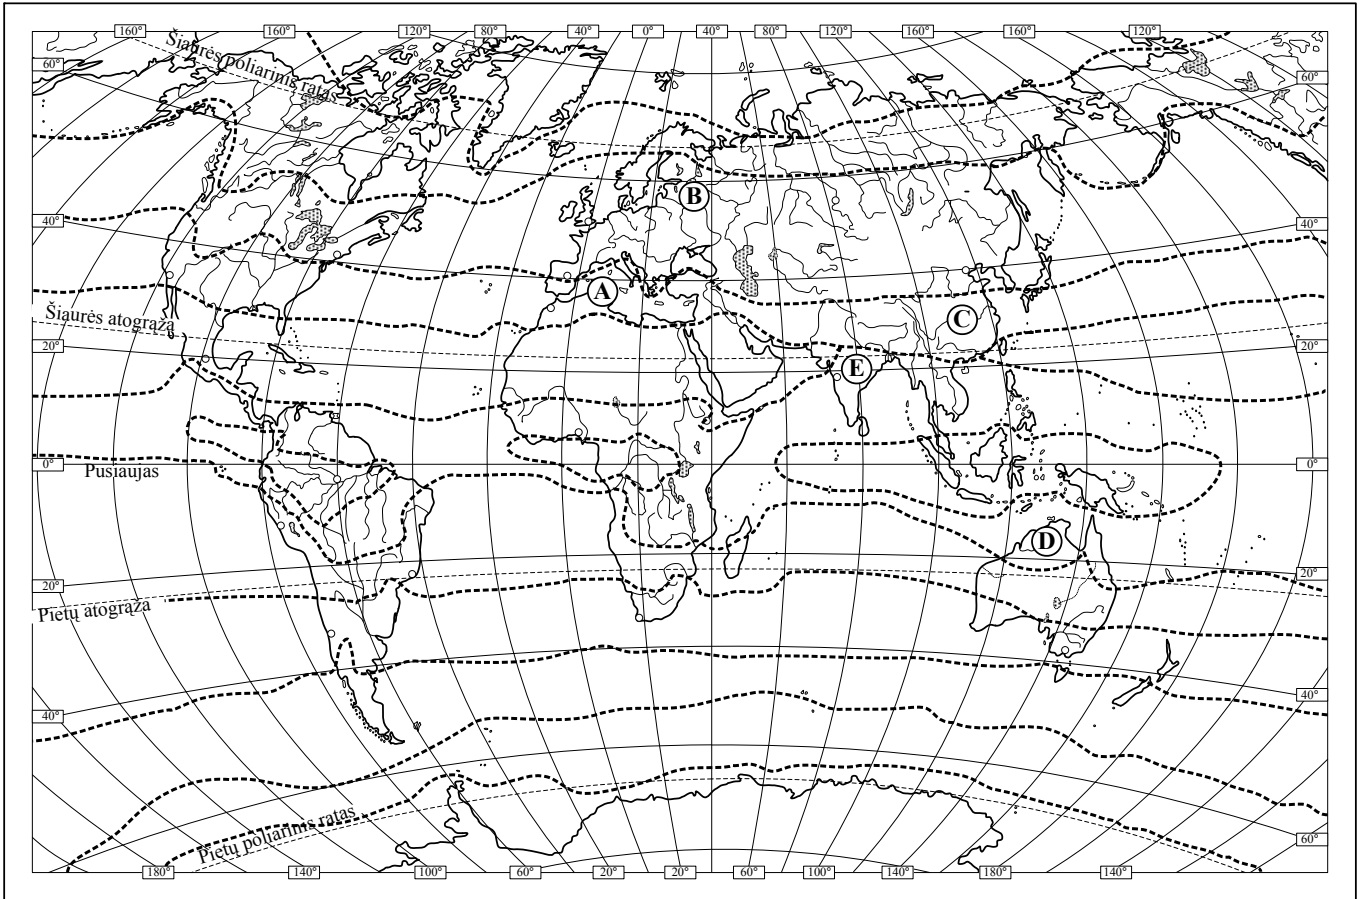 160° 160° 120° 80° 40° 0° 40° 80° 120° 160° 160° 120°
Šiaurės poliarinis ratas
60° 60°
B
40° 40°
A
C
Šiaurės atogrąža
20° 20°
E
0° 0°
Pusiaujas
D
20° 20°
Pietų atogrąža
40° 40°
Pietų poliarinis ratas
60°
180° 140° 100° 60° 20° 20° 60° 100° 140° 180° 140°